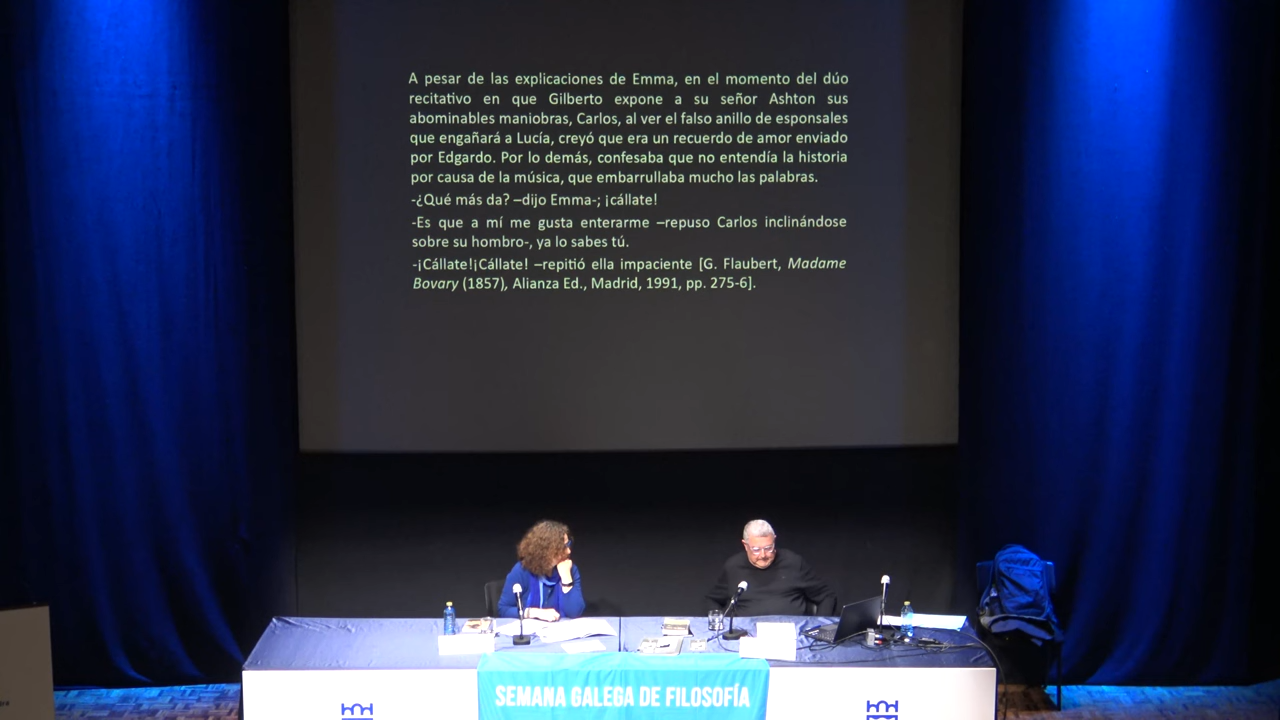 A pesar de las explicaciones de Emma, en el momento del dúo
recitativo en que Gilberto expone a su señor Ashton sus
abominables maniobras, Carlos, al ver el falso anillo de esponsales
que engañará a Lucía, creyó que era un recuerdo de amor enviado
por Edgardo. Por lo demás, confesaba que no entendía la historia
por causa de la música, que embarrullaba mucho las palabras.
-¿Qué más da? –dijo Emma-; ¡cállate!
-Es que a mí me gusta enterarme –repuso Carlos inclinándose
sobre su hombro-, ya lo sabes tú.
-¡Cállate!¡Cállate! –repitió ella impaciente [G. Flaubert, Madame
Bovary (1857), Alianza Ed., Madrid, 1991, pp. 275-6].
SEMANA GALEGA DE FILOSOFÍA